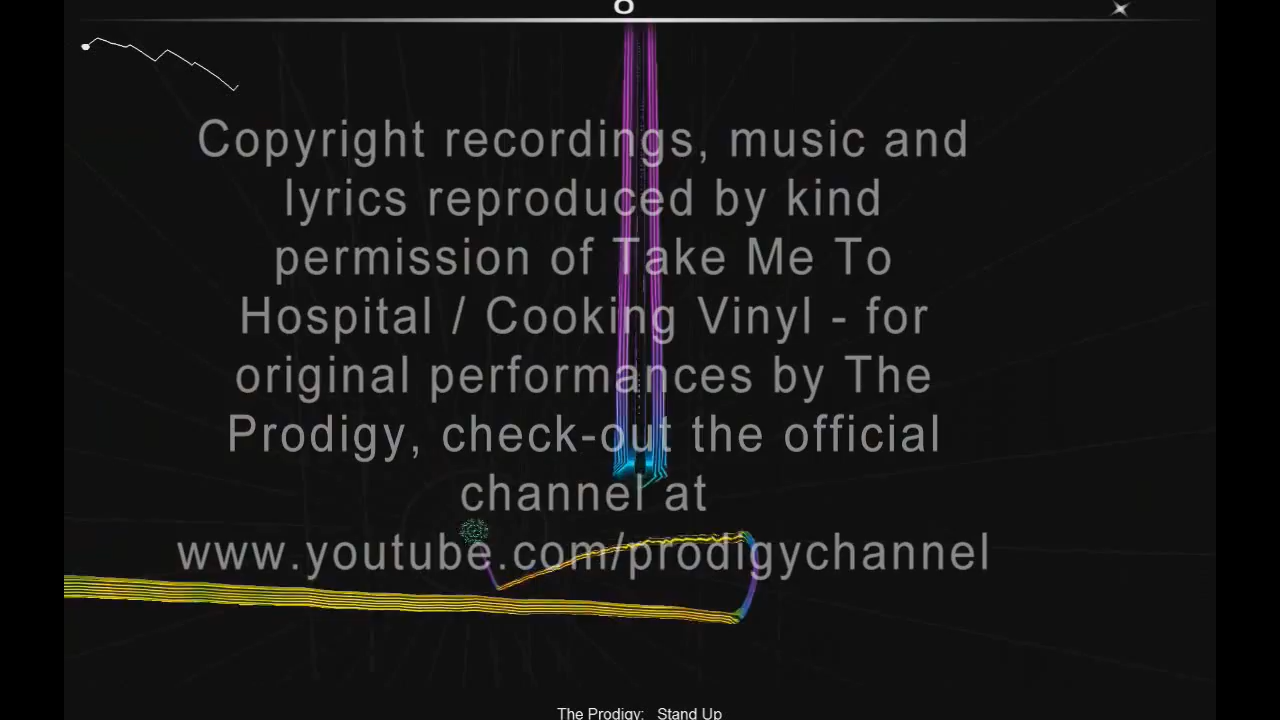 Copyright recordings, music and
lyrics reproduced by kind
permission of Take Me To
Hospital / Cooking Vinyl - for
original performances by The
Prodigy, check-out the official
channel at
www.youtube.com/prodigychannel
The Prodigy: Stand Up